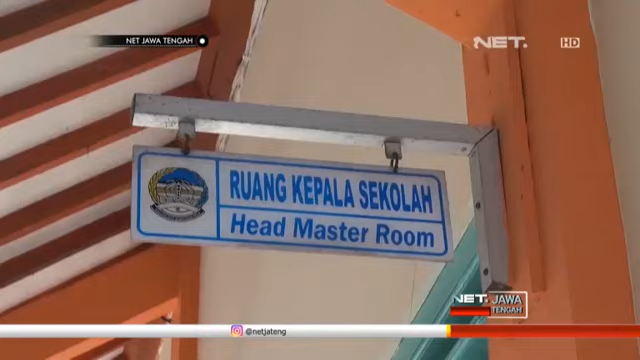 NET JAWA TENGAH
NET.
HD
RUANG KEPALA SEKOLAH
Head Master Room
NET. JAWA
TENGAH
@netjateng